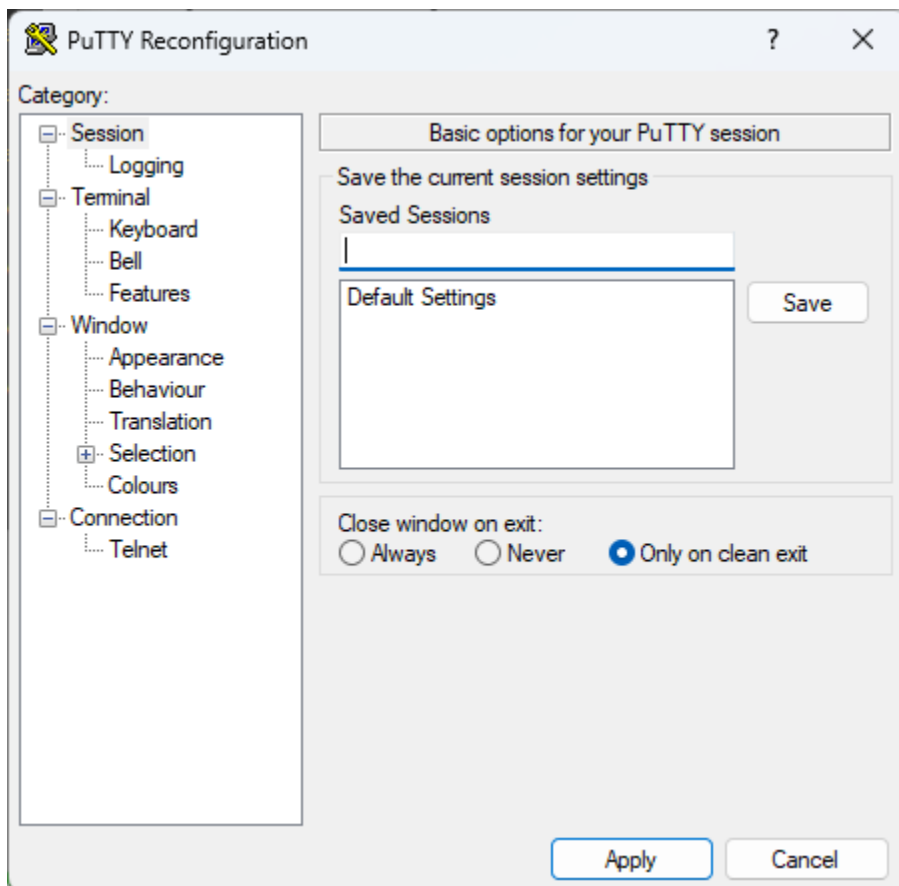 PuTTY Reconfiguration
?
Category:
Session
Logging
Terminal
Keyboard
Bell
Features
Window
Appearance
Behaviour
Translation
Selection
Colours
Connection
Telnet
Basic options for your PuTTY session
Save the current session settings
Saved Sessions
Default Settings
Save
Close window on exit:
Always Never Only on clean exit
Apply Cancel